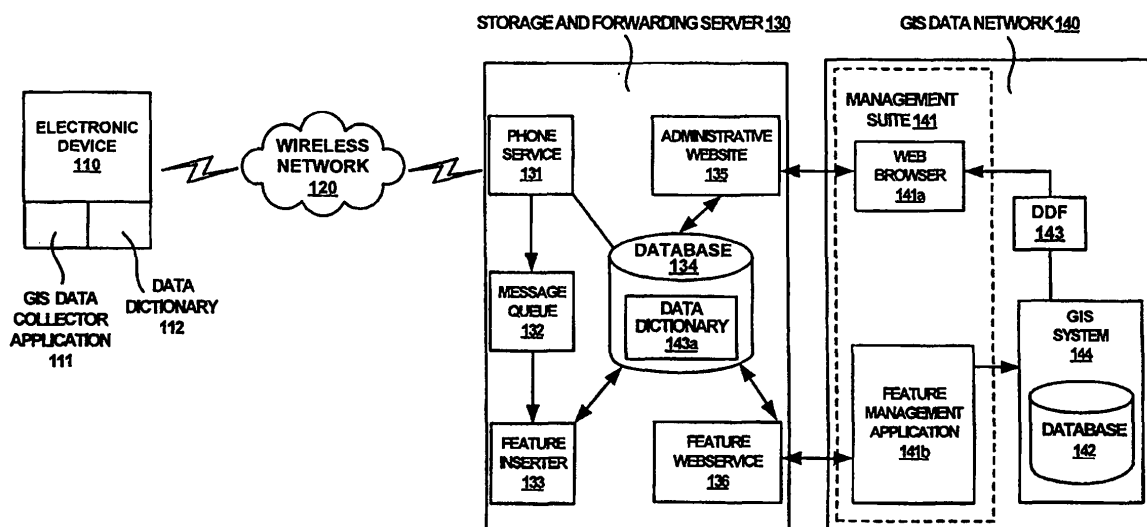 STORAGE AND FORWARDING SERVER 130
GIS DATA NETWORK 140
ELECTRONIC
DEVICE
110
GIS DATA
COLLECTOR
APPLICATION
111
DATA
DICTIONARY
112
WIRELESS
NETWORK
120
PHONE
SERVICE
131
MESSAGE
QUEUE
132
FEATURE
INSERTER
133
ADMINISTRATIVE
WEBSITE
135
DATABASE
134
DATA
DICTIONARY
143a
FEATURE
WEBSERVICE
136
MANAGEMENT
SUITE 141
WEB
BROWSER
141a
FEATURE
MANAGEMENT
APPLICATION
141b
DDF
143
GIS
SYSTEM
144
DATABASE
142